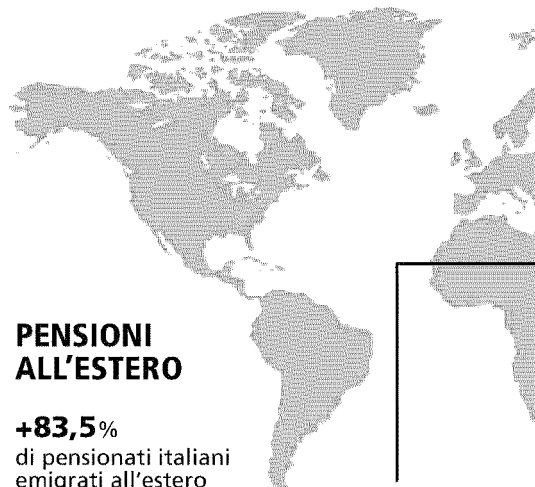 PENSIONI
ALL'ESTERO
+83,5%
di pensionati italiani
emigrati all'estero